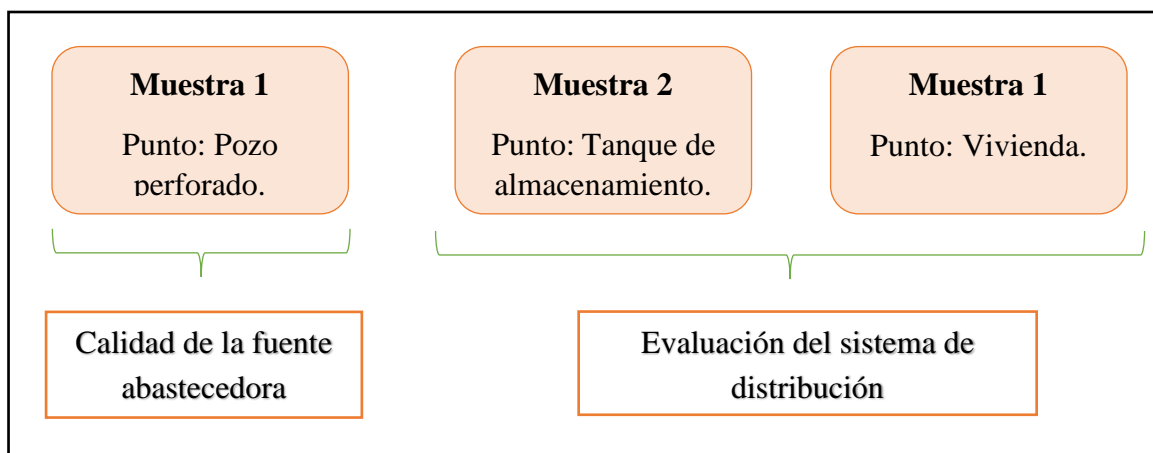 Muestra 1
Punto: Pozo
perforado.
Muestra 2
Punto: Tanque de
almacenamiento.
Muestra 1
Punto: Vivienda.
Calidad de la fuente
abastecedora
Evaluación del sistema de
distribución